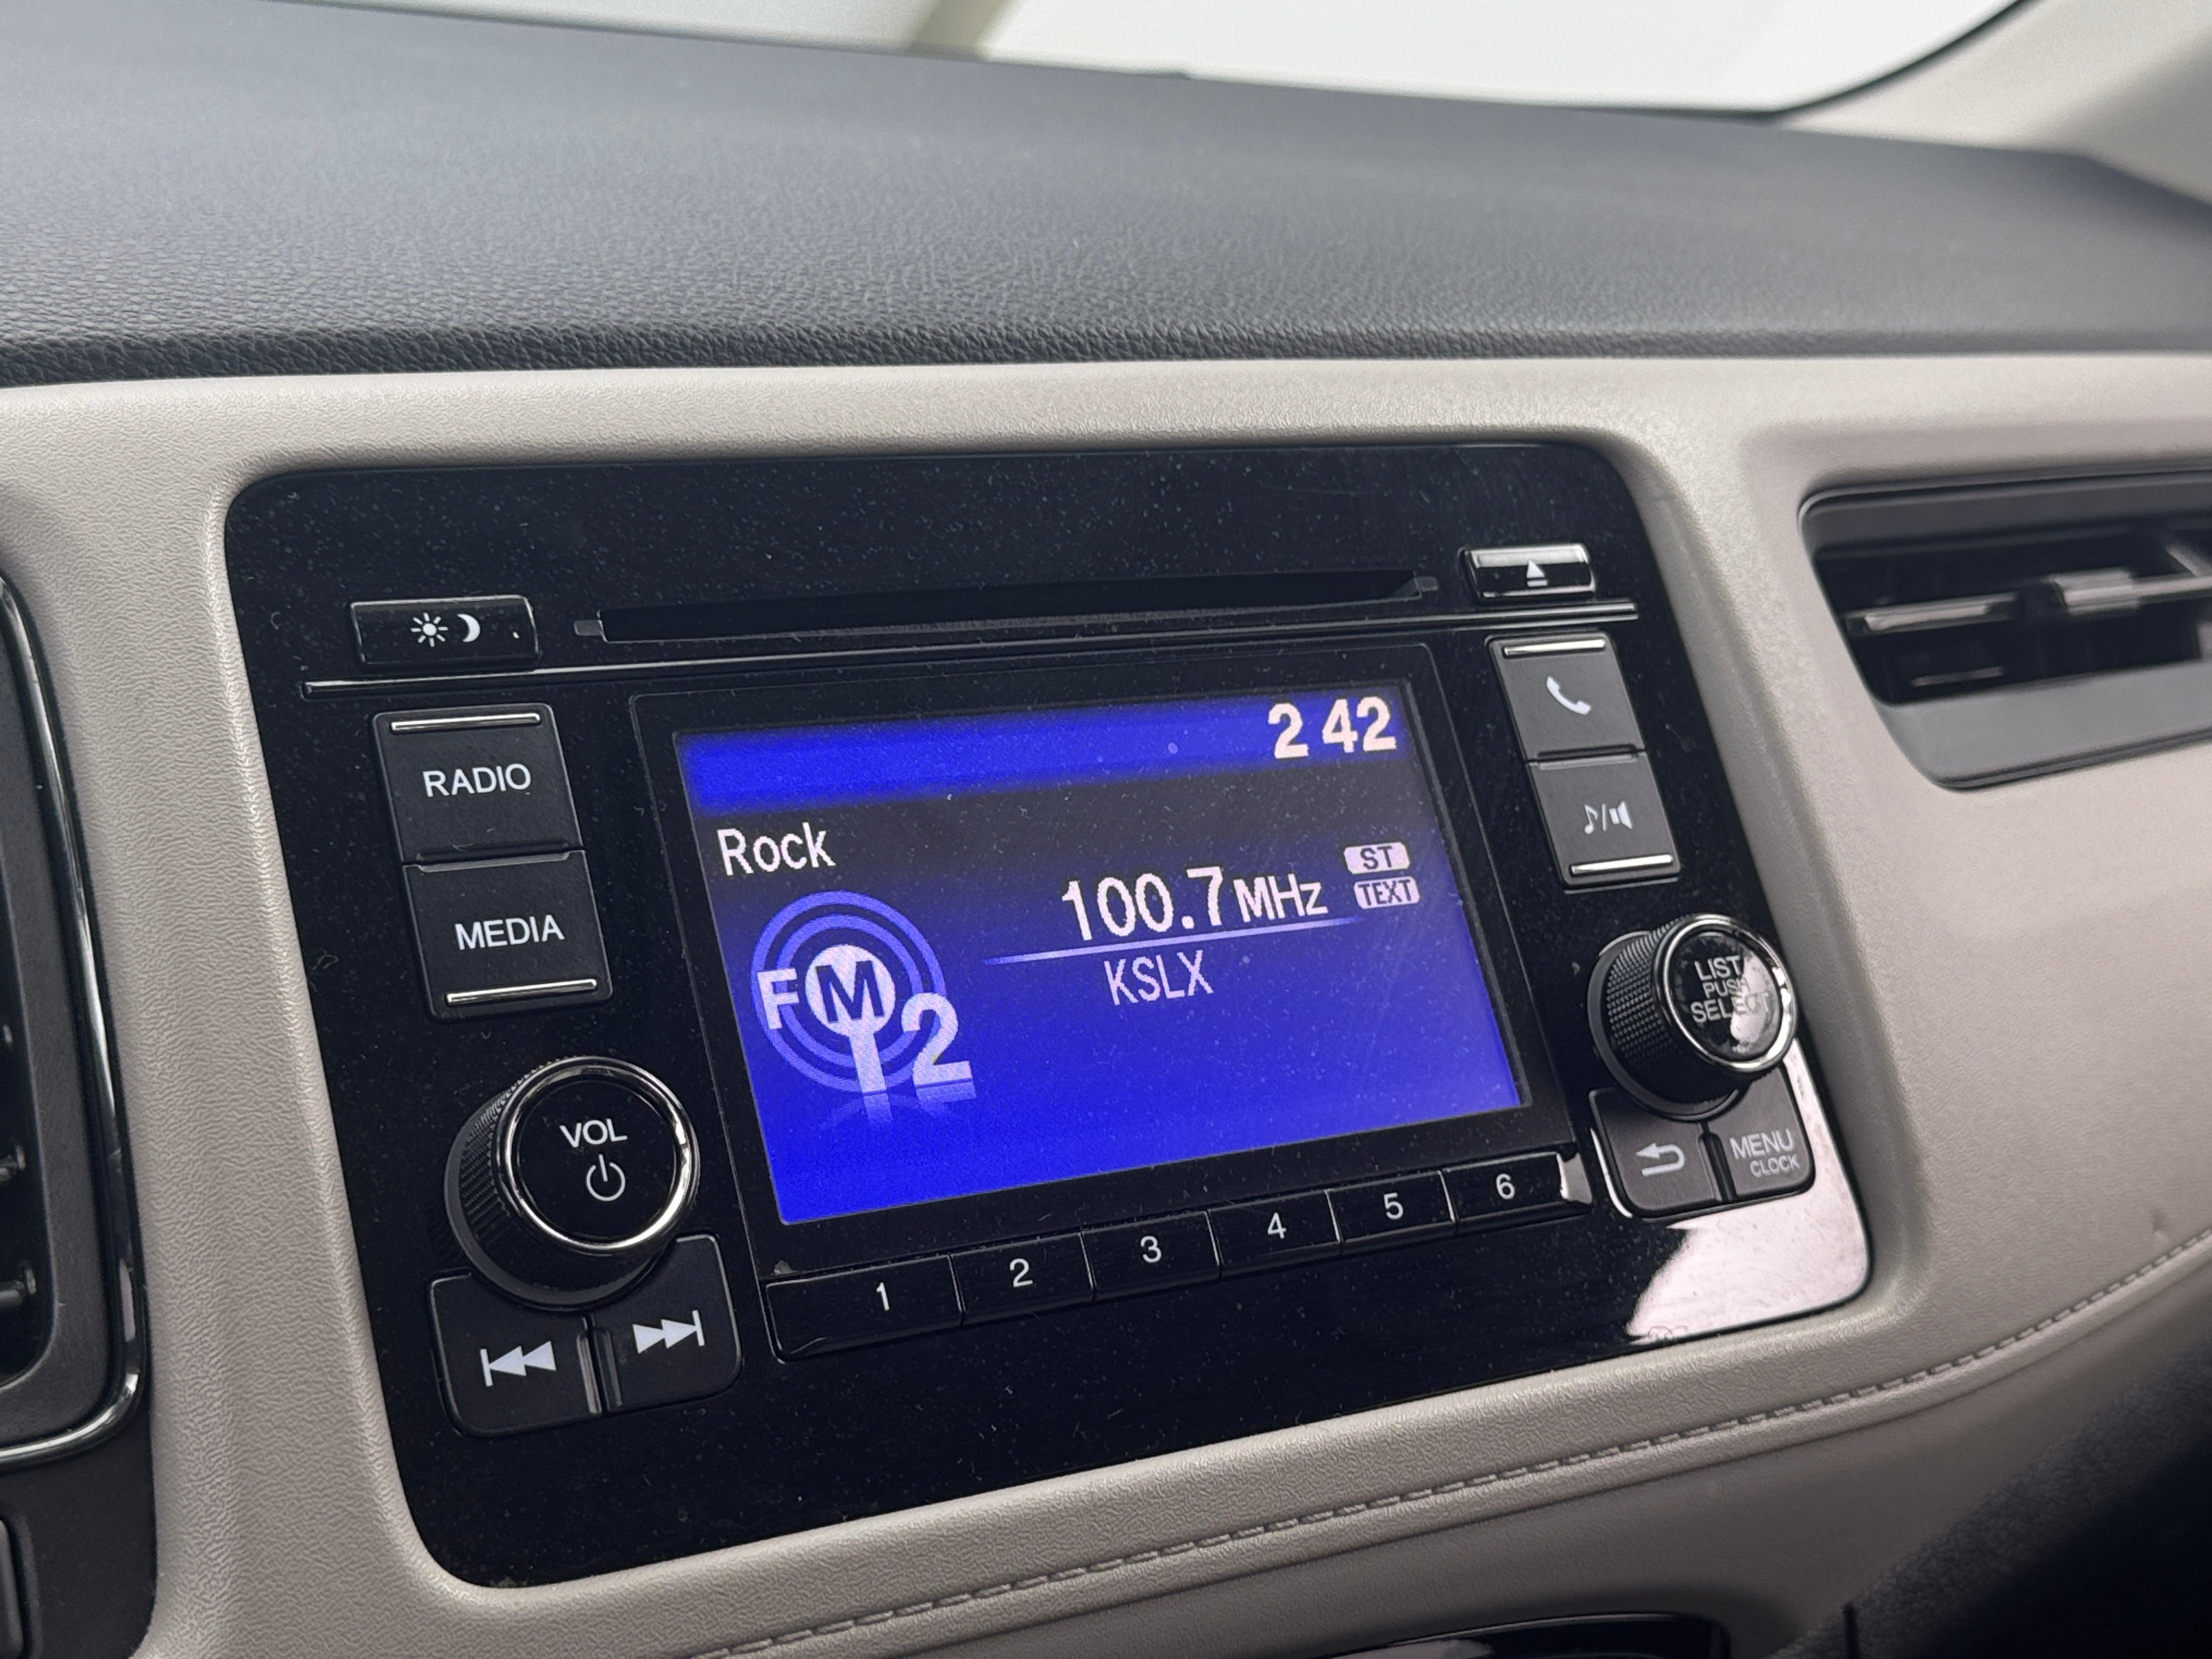 2 42
RADIO
Rock
ST
100.7 MHz
TEXT
MEDIA
FM
2
KSLX
LIST
PUSH
SELECT
VOL
MENU
CLOCK
1 2 3 4 5 6